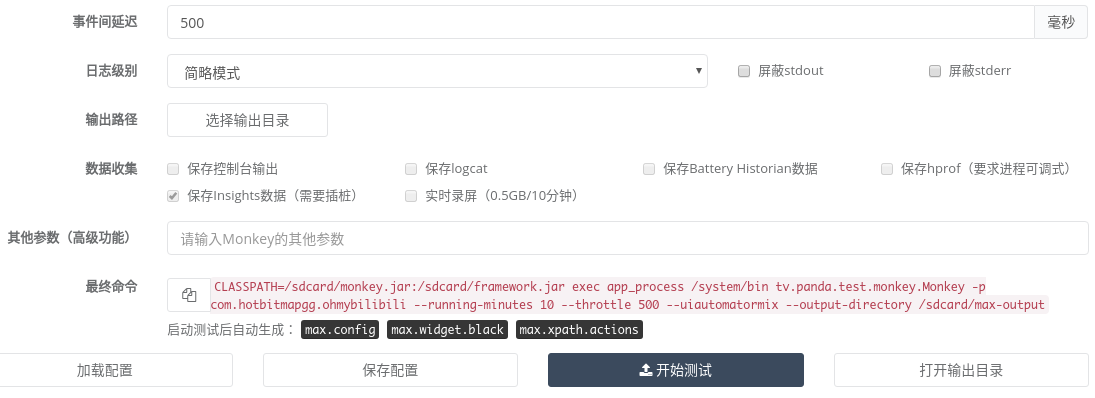 事件间延迟 500 毫秒
日志级别 简略模式 屏蔽stdout 屏蔽stderr
输出路径 选择输出目录
数据收集 保存控制台输出 保存logcat 保存Battery Historian数据 保存hprof（要求进程可调式）
保存Insights数据（需要插桩） 实时录屏（0.5GB/10分钟）
其他参数（高级功能） 请输入Monkey的其他参数
最终命令 CLASSPATH=/sdcard/monkey.jar:/sdcard/framework.jar exec app_process /system/bin tv.panda.test.monkey.Monkey -p
com.hotbitmapgg.ohmybilibili --running-minutes 10 --throttle 500 --uiautomatormix --output-directory /sdcard/max-output
启动测试后自动生成： max.config max.widget.black max.xpath.actions
加载配置 保存配置 开始测试 打开输出目录